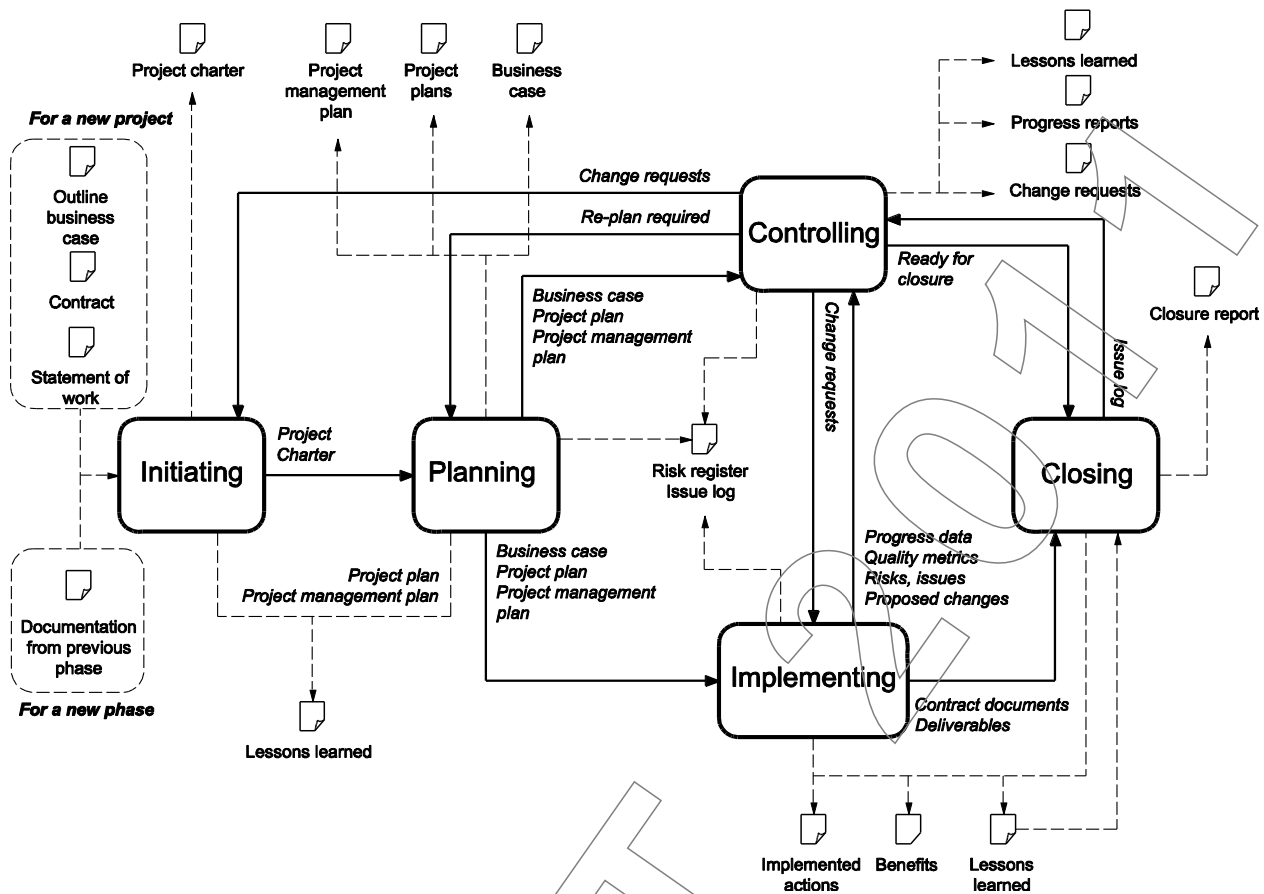 Project charter
Project
management
plan
Project
plans
Business
case
Lessons learned
Progress reports
Change requests
For a new project
Outline
business
case
Contract
Statement of
work
Change requests
Re-plan required
Controlling
Ready for
closure
Closure report
Business case
Project plan
Project management
plan
Change requests
Issue log
Project
Charter
Initiating
Planning
Risk register
Issue log
Closing
Progress data
Quality metrics
Risks, issues
Proposed changes
Business case
Project plan
Project management
plan
Project plan
Project management plan
Documentation
from previous
phase
For a new phase
Implementing
Contract documents
Deliverables
Lessons learned
Implemented
actions
Benefits
Lessons
learned